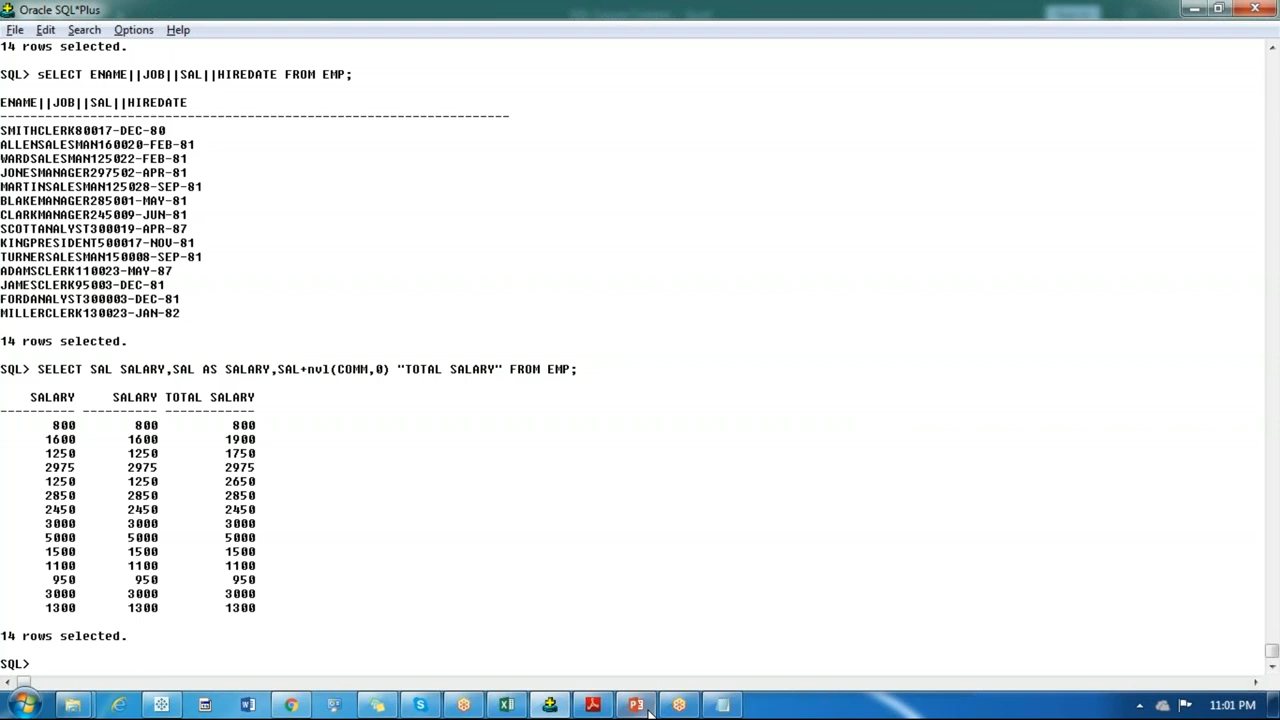 Oracle SQL*Plus
File Edit Search Options Help
14 rows selected.
SQL> sELECT ENAME||JOB||SAL||HIREDATE FROM EMP;
ENAME||JOB||SAL||HIREDATE
--------------------------------------------------------------------
SMITHCLERK80017-DEC-80
ALLENSALESMAN160020-FEB-81
WARDSALESMAN125022-FEB-81
JONESMANAGER297502-APR-81
MARTINSALESMAN125028-SEP-81
BLAKEMANAGER285001-MAY-81
CLARKMANAGER245009-JUN-81
SCOTTANALYST300019-APR-87
KINGPRESIDENT500017-NOV-81
TURNERSALESMAN150008-SEP-81
ADAMSCLERK110023-MAY-87
JAMESCLERK95003-DEC-81
FORDANALYST300003-DEC-81
MILLERCLERK130023-JAN-82
14 rows selected.
SQL> SELECT SAL SALARY,SAL AS SALARY,SAL+nvl(COMM,0) "TOTAL SALARY" FROM EMP;
SALARY SALARY TOTAL SALARY
---------- ---------- ------------
800 800 800
1600 1600 1900
1250 1250 1750
2975 2975 2975
1250 1250 2650
2850 2850 2850
2450 2450 2450
3000 3000 3000
5000 5000 5000
1500 1500 1500
1100 1100 1100
950 950 950
3000 3000 3000
1300 1300 1300
14 rows selected.
SQL>
11:01 PM